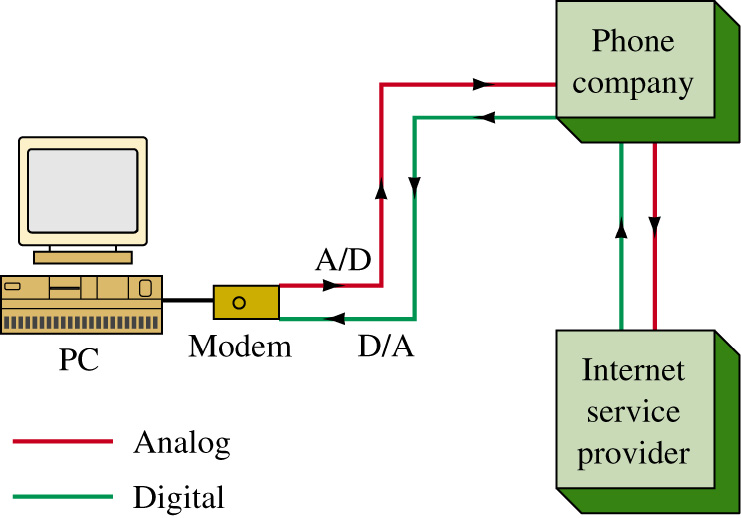 Phone
company
A/D
Modem
D/A
PC
Internet
service
provider
Analog
Digital